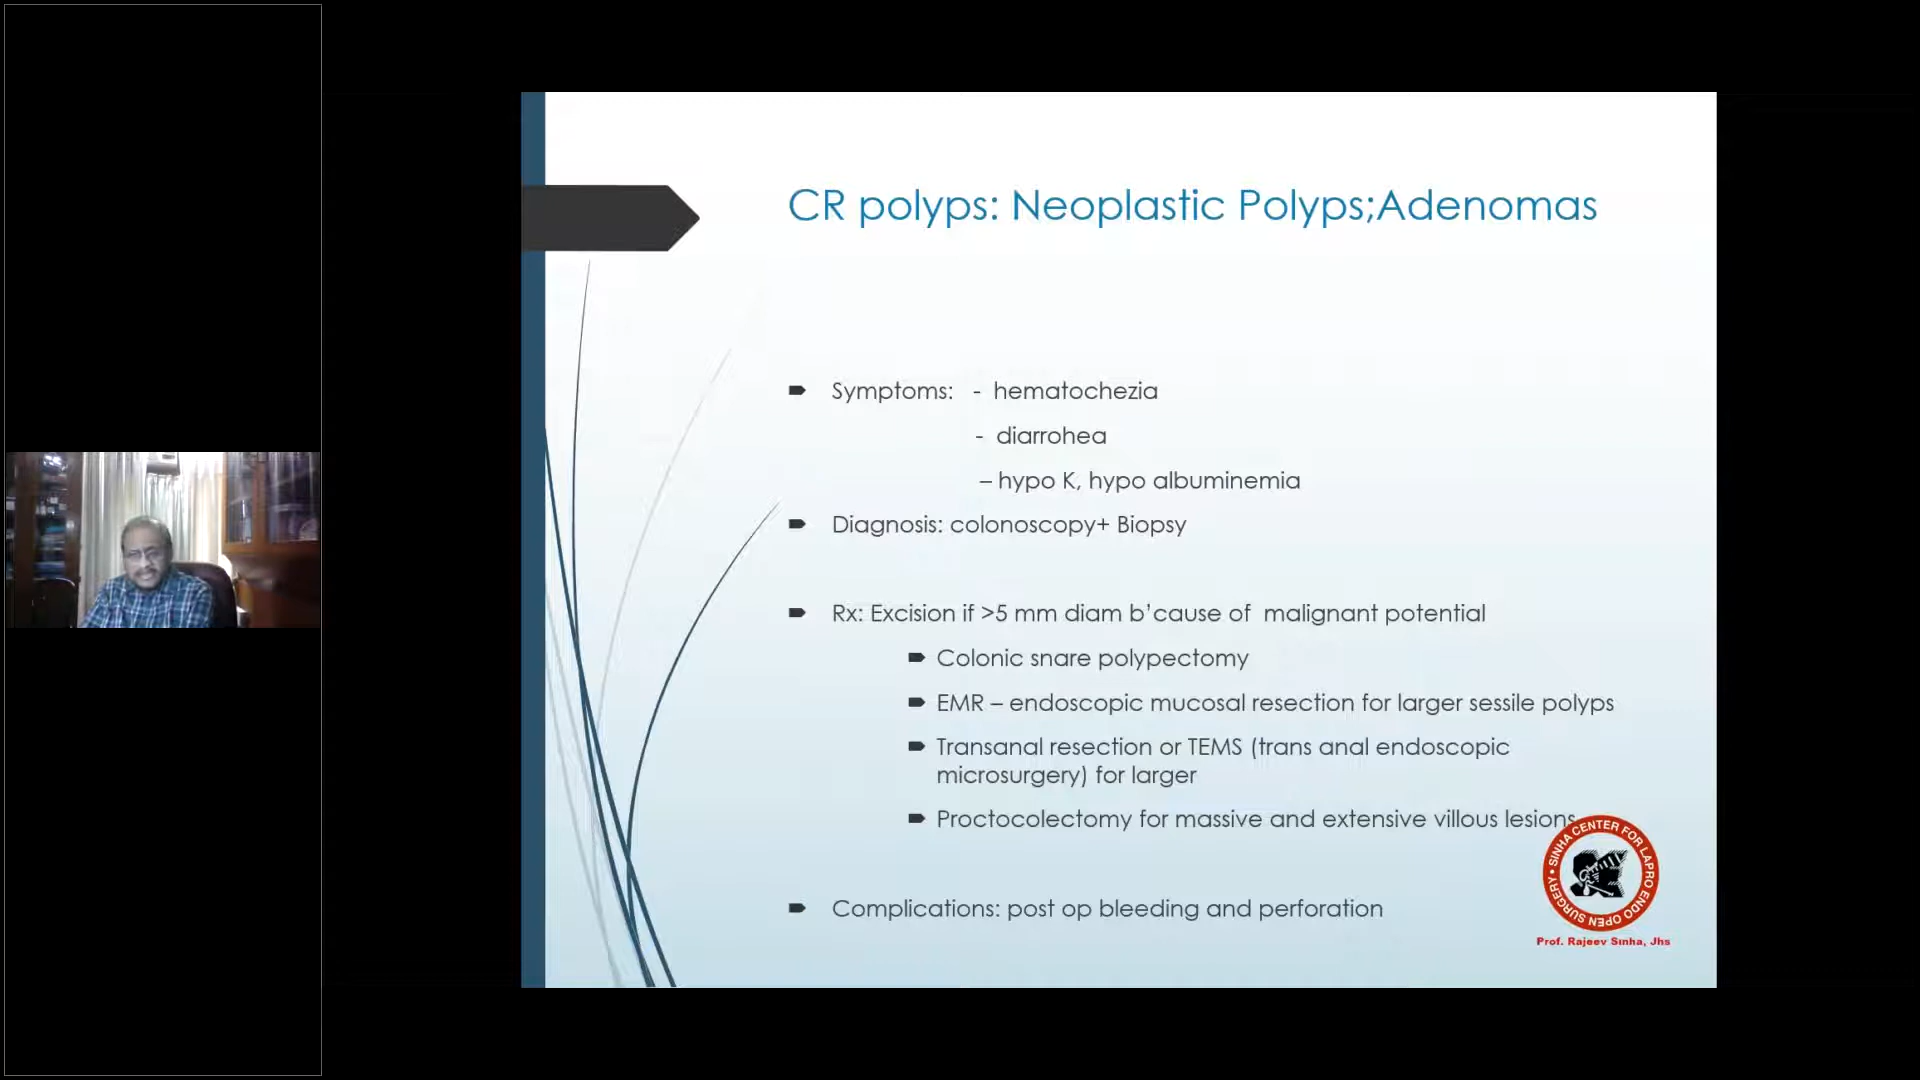 CR polyps: Neoplastic Polyps;Adenomas
Symptoms: - hematochezia
- diarrohea
– hypo K, hypo albuminemia
Diagnosis: colonoscopy+ Biopsy
Rx: Excision if >5 mm diam b’cause of malignant potential
Colonic snare polypectomy
EMR – endoscopic mucosal resection for larger sessile polyps
Transanal resection or TEMS (trans anal endoscopic
microsurgery) for larger
Proctocolectomy for massive and extensive villous lesions
Complications: post op bleeding and perforation
SINHA CENTER FOR LAPRO ENDO OPEN SURGERY
Prof. Rajeev Sinha, Jhs